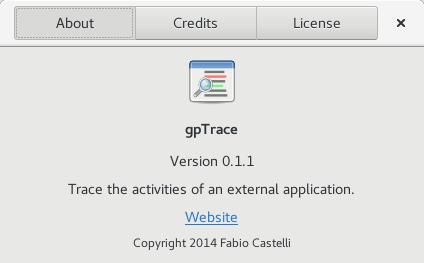 About Credits License ×
gpTrace
Version 0.1.1
Trace the activities of an external application.
Website
Copyright 2014 Fabio Castelli